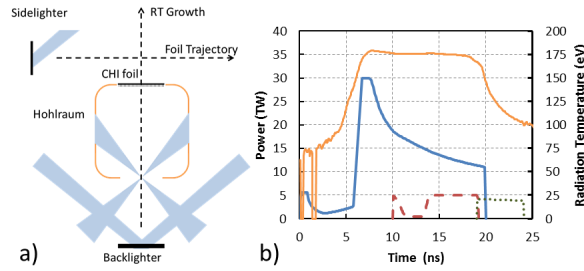 Sidelighter
RT Growth
Foil Trajectory
CHI foil
Hohlraum
Backlighter
a)
40
35
30
25
20
15
10
5
0
Power (TW)
200
175
150
125
100
75
50
25
0
Radiation Temperature (eV)
0
5
10
15
20
25
Time (ns)
b)